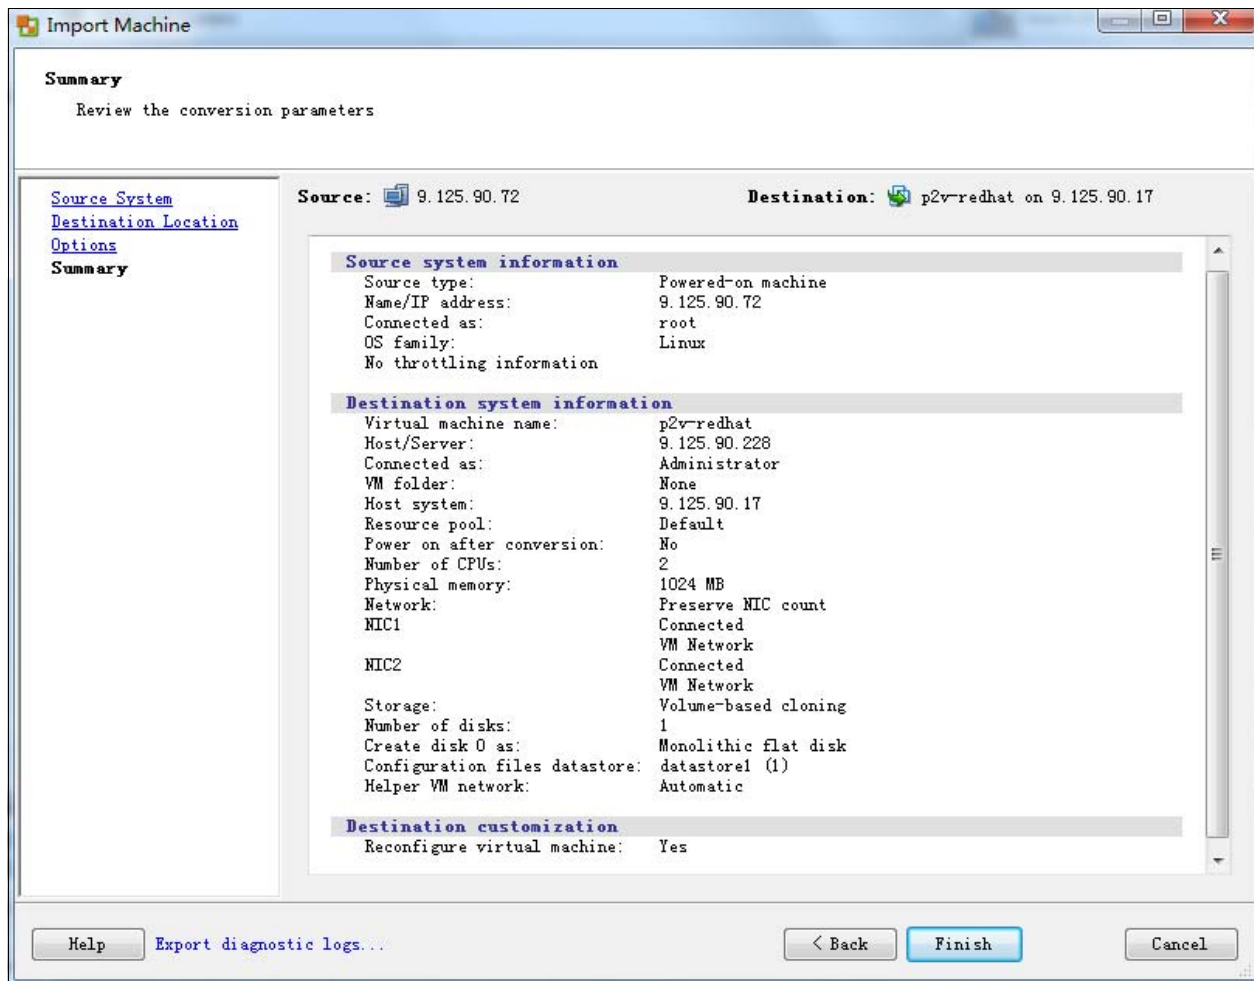 Import Machine
Summary
Review the conversion parameters
Source System
Destination Location
Options
Summary
Source: 9.125.90.72 Destination: p2v-redhat on 9.125.90.17
Source system information
Source type: Powered-on machine
Name/IP address: 9.125.90.72
Connected as: root
OS family: Linux
No throttling information
Destination system information
Virtual machine name: p2v-redhat
Host/Server: 9.125.90.228
Connected as: Administrator
VM folder: None
Host system: 9.125.90.17
Resource pool: Default
Power on after conversion: No
Number of CPUs: 2
Physical memory: 1024 MB
Network: Preserve NIC count
NIC1 Connected
VM Network
NIC2 Connected
VM Network
Storage: Volume-based cloning
Number of disks: 1
Create disk 0 as: Monolithic flat disk
Configuration files datastore: datastore1 (1)
Helper VM network: Automatic
Destination customization
Reconfigure virtual machine: Yes
Help Export diagnostic logs... < Back Finish Cancel